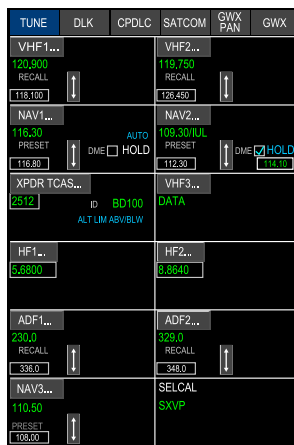 TUNE DLK CPDLC SATCOM GWX PAN GWX
VHF1... VHF2...
120.900 119.750
RECALL RECALL
118.100 126.450
NAV1... NAV2...
116.30 AUTO 109.30/IUL
PRESET DME HOLD PRESET DME HOLD
116.80 112.30 114.10
XPDR TCAS... VHF3...
2512 ID BD100 DATA
ALT LIM ABV/BLW
HF1... HF2...
5.6800 8.8640
ADF1... ADF2...
230.0 329.0
RECALL RECALL
336.0 348.0
NAV3... SELCAL
110.50 SXVP
PRESET
108.00